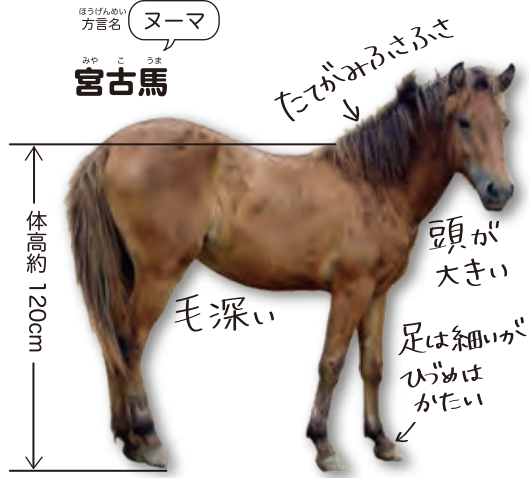 ほうげんめい
方言名
ヌーマ
みやこうま
宮古馬
たてがみふさふさ
体高約 120cm
頭が
大きい
毛深い
足は細いが
ひづめは
かたい